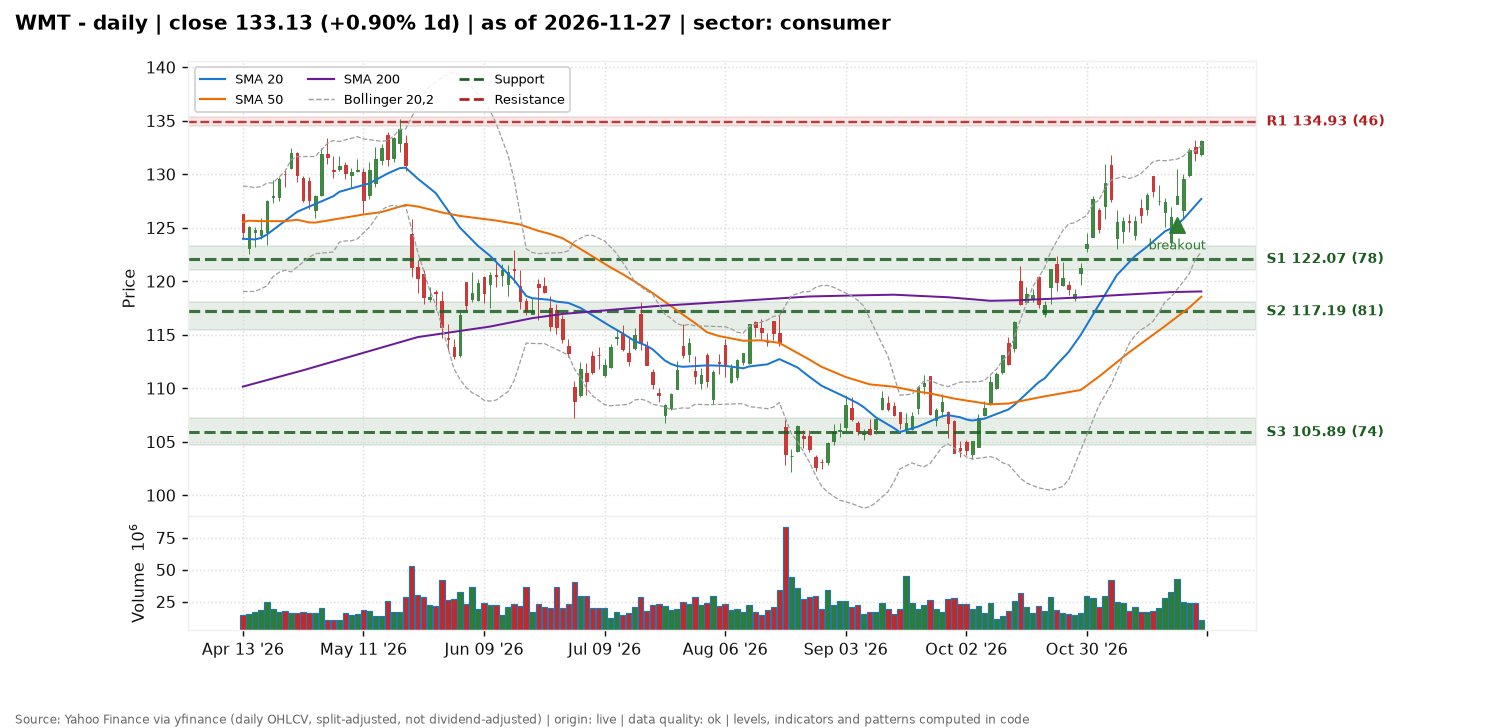 WMT - daily | close 133.13 (+0.90% 1d) | as of 2026-11-27 | sector: consumer
SMA 20
SMA 50
SMA 200
Bollinger 20,2
Support
Resistance
Price
140
135
130
125
120
115
110
105
100
R1 134.93 (46)
S1 122.07 (78)
S2 117.19 (81)
S3 105.89 (74)
breakout
Volume 10⁶
75
50
25
Apr 13 '26
May 11 '26
Jun 09 '26
Jul 09 '26
Aug 06 '26
Sep 03 '26
Oct 02 '26
Oct 30 '26
Source: Yahoo Finance via yfinance (daily OHLCV, split-adjusted, not dividend-adjusted) | origin: live | data quality: ok | levels, indicators and patterns computed in code